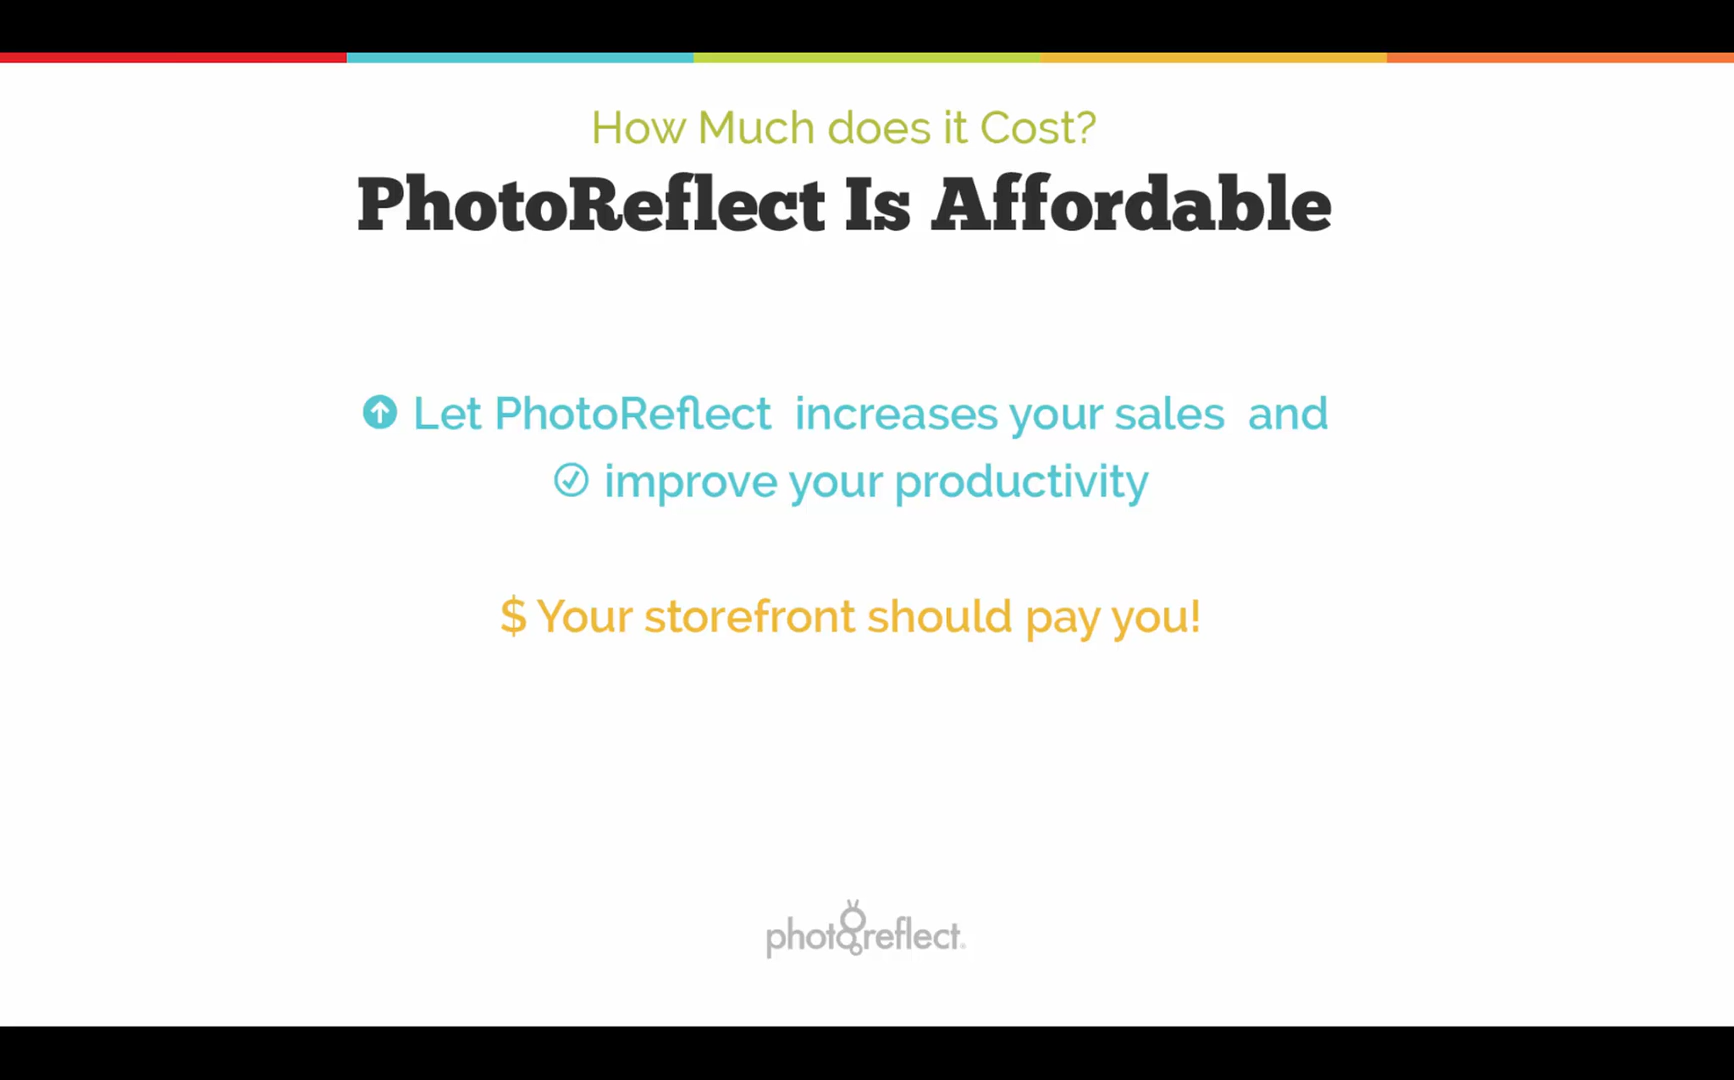 How Much does it Cost?
PhotoReflect Is Affordable
Let PhotoReflect increases your sales and
improve your productivity
$ Your storefront should pay you!
photoreflect.